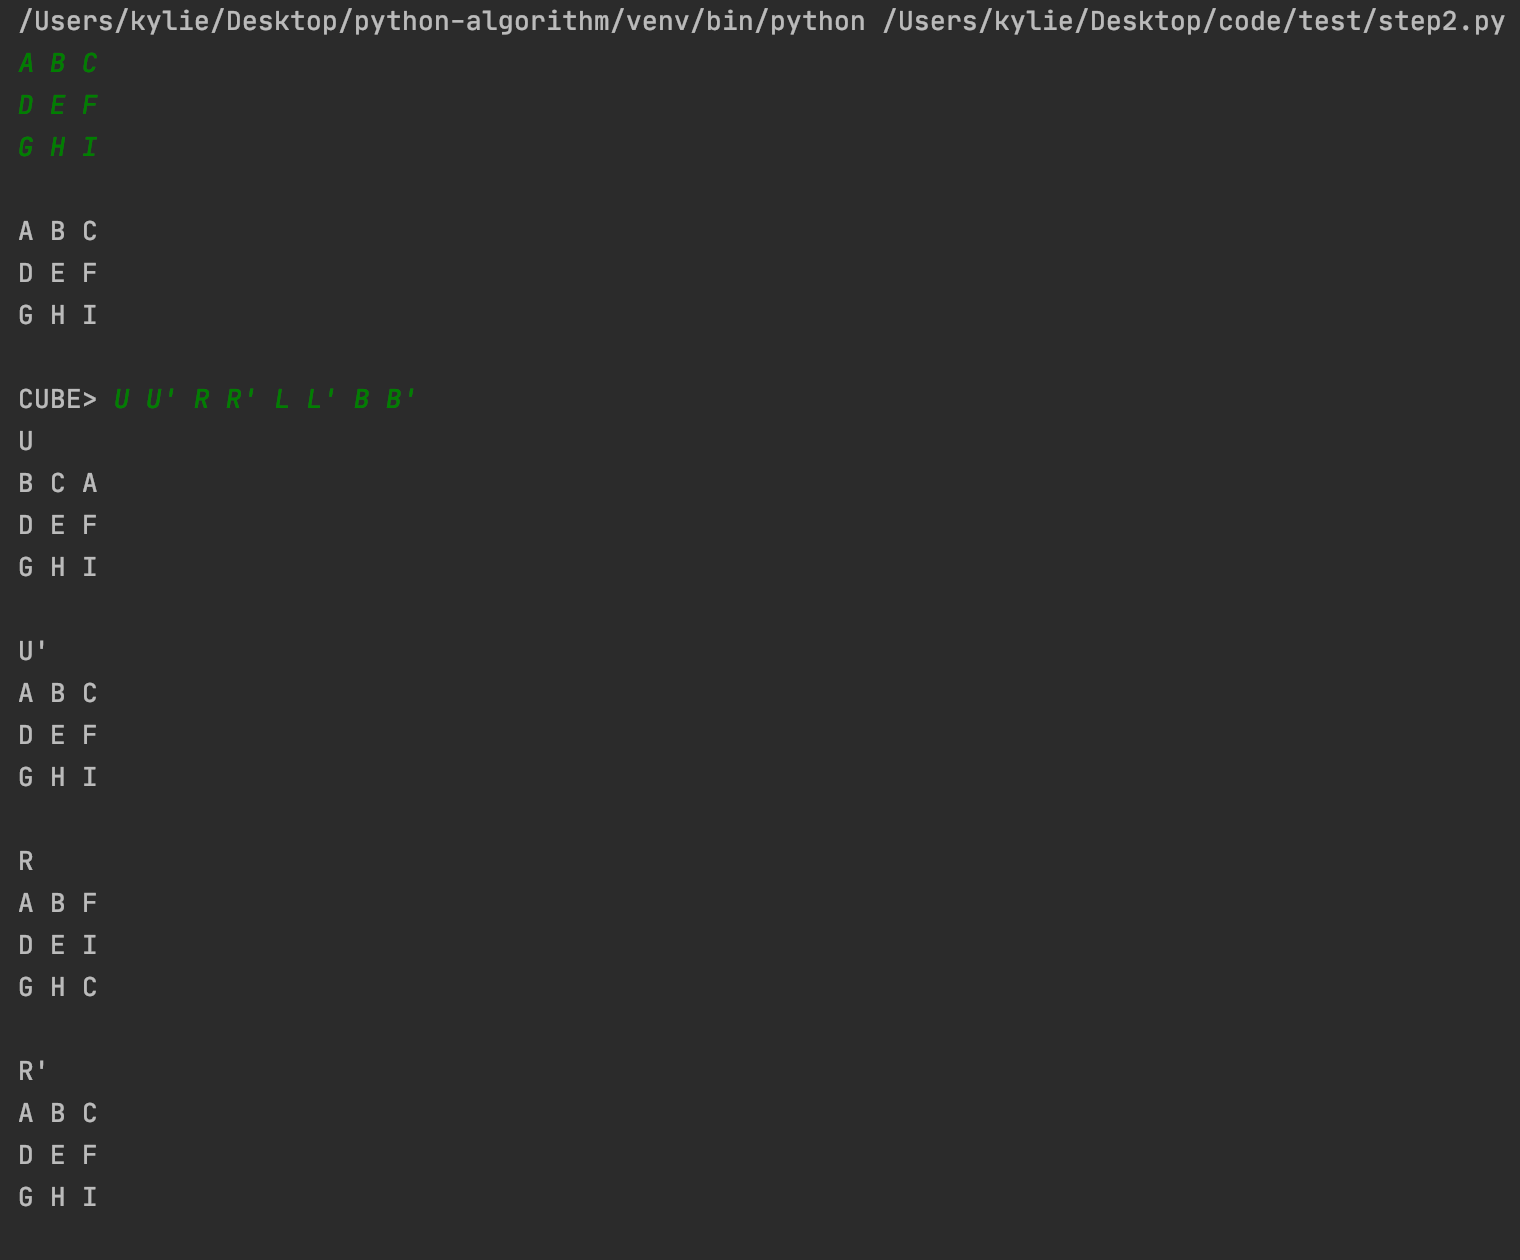 /Users/kylie/Desktop/python-algorithm/venv/bin/python /Users/kylie/Desktop/code/test/step2.py
A B C
D E F
G H I
A B C
D E F
G H I
CUBE> U U' R R' L L' B B'
U
B C A
D E F
G H I
U'
A B C
D E F
G H I
R
A B F
D E I
G H C
R'
A B C
D E F
G H I